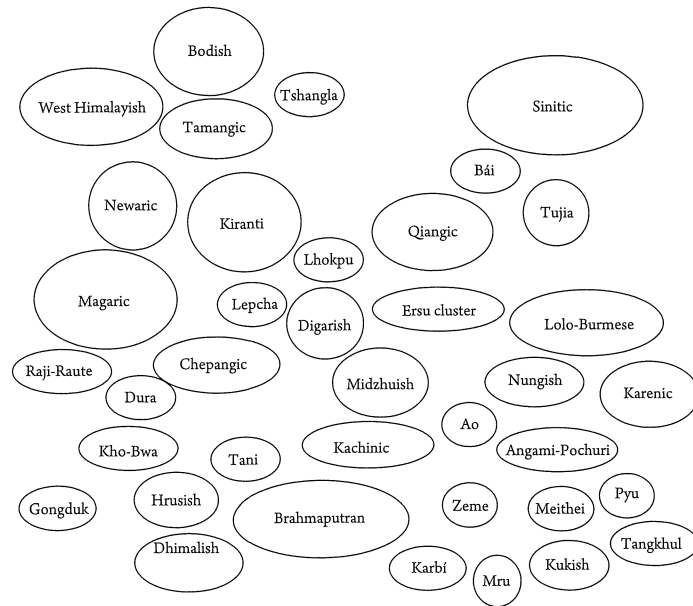 Bodish
Tshangla
West Himalayish
Sinitic
Tamangic
Bái
Newaric
Tujia
Kiranti
Qiangic
Lhokpu
Magaric
Lepcha
Ersu cluster
Digarish
Lolo-Burmese
Chepangic
Raji-Raute
Midzhuish
Nungish
Karenic
Dura
Ao
Kachinic
Kho-Bwa
Angami-Pochuri
Tani
Pyu
Hrusish
Gongduk
Zeme
Meithei
Brahmaputran
Tangkhul
Dhimalish
Kukish
Karbí
Mru